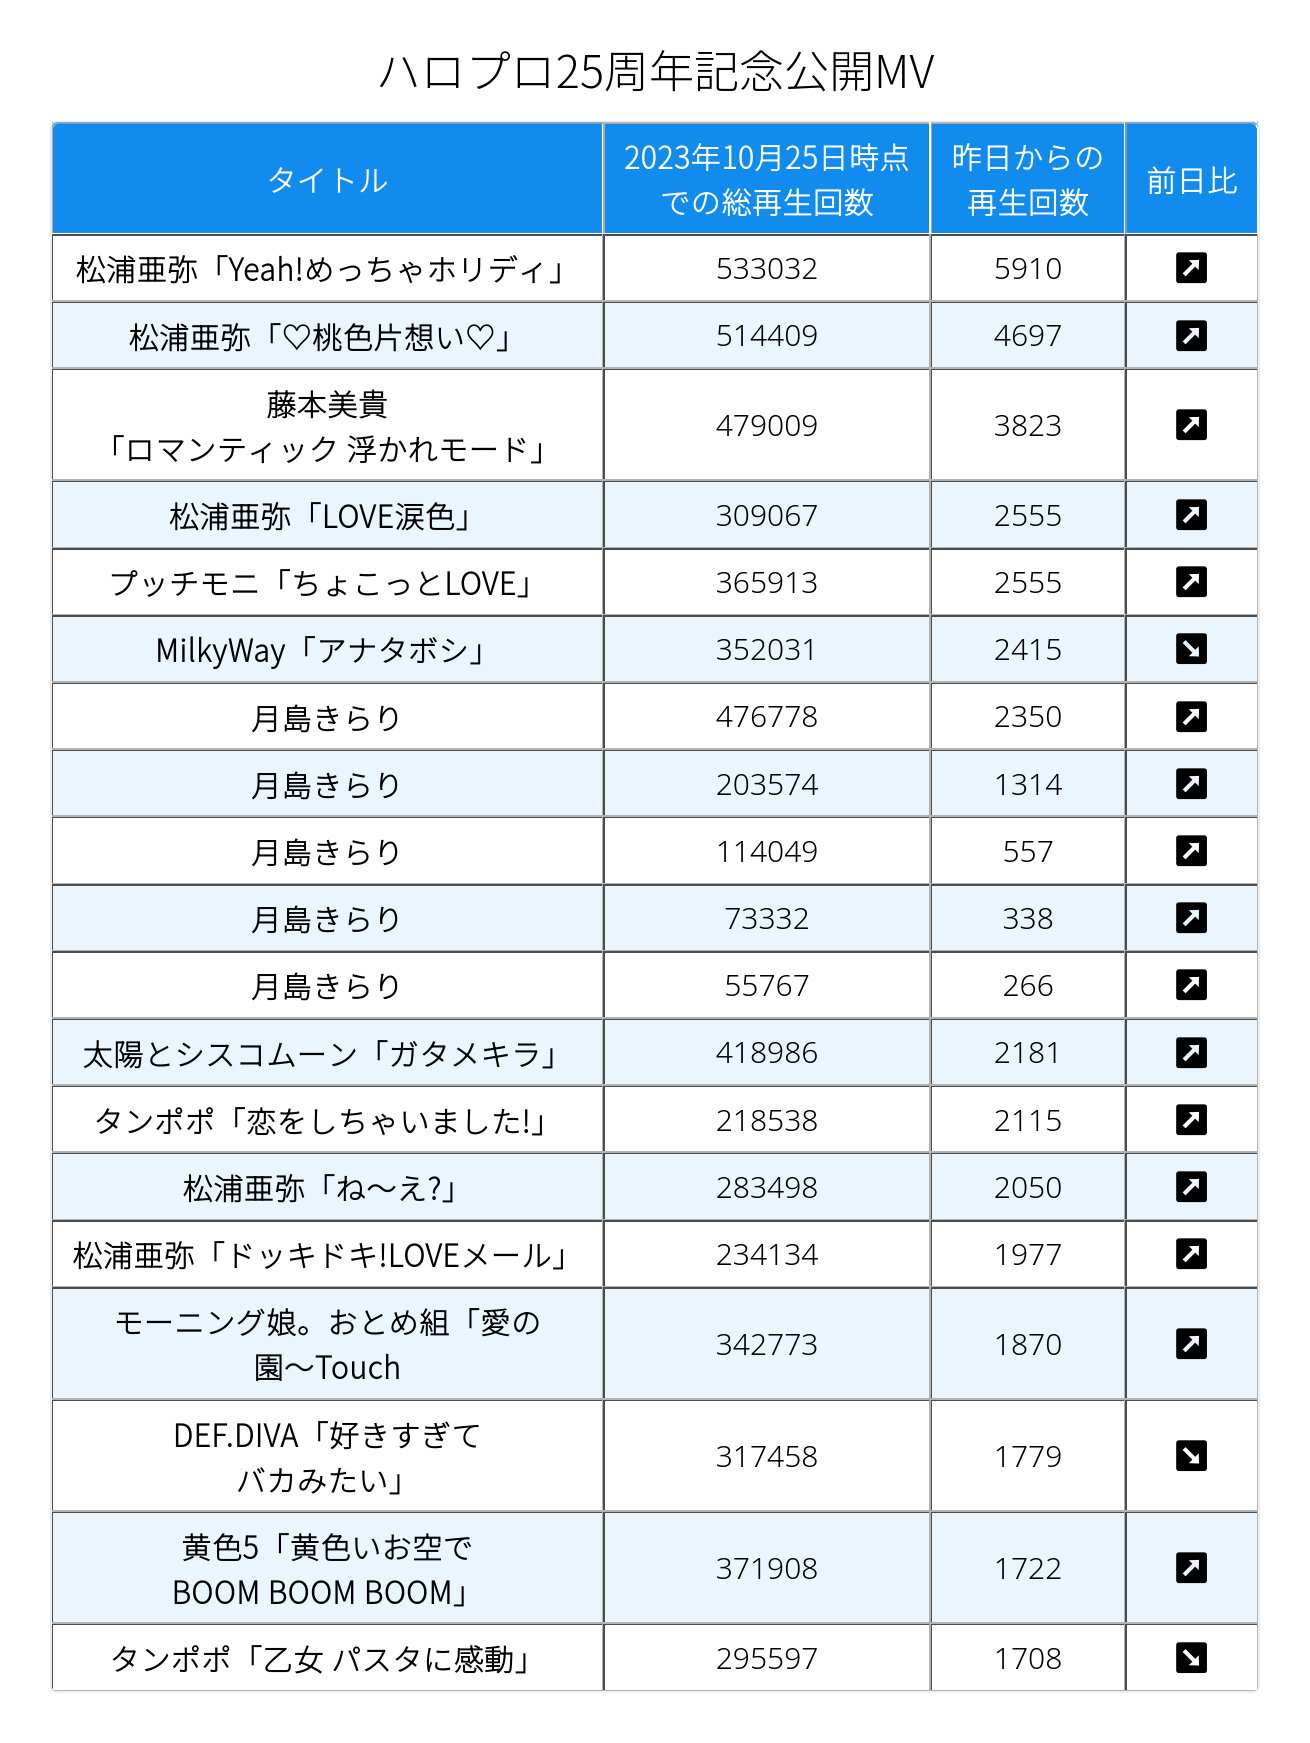 ハロプロ25周年記念公開MV
タイトル 2023年10月25日時点 昨日からの 前日比
での総再生回数 再生回数
松浦亜弥「Yeah!めっちゃホリディ」 533032 5910
松浦亜弥「♡桃色片想い♡」 514409 4697
藤本美貴
「ロマンティック 浮かれモード」 479009 3823
松浦亜弥「LOVE涙色」 309067 2555
プッチモニ「ちょこっとLOVE」 365913 2555
MilkyWay「アナタボシ」 352031 2415
月島きらり 476778 2350
月島きらり 203574 1314
月島きらり 114049 557
月島きらり 73332 338
月島きらり 55767 266
太陽とシスコムーン「ガタメキラ」 418986 2181
タンポポ「恋をしちゃいました!」 218538 2115
松浦亜弥「ね〜え?」 283498 2050
松浦亜弥「ドッキドキ!LOVEメール」 234134 1977
モーニング娘。おとめ組「愛の
園〜Touch 342773 1870
DEF.DIVA「好きすぎて
バカみたい」 317458 1779
黄色5「黄色いお空で
BOOM BOOM BOOM」 371908 1722
タンポポ「乙女 パスタに感動」 295597 1708